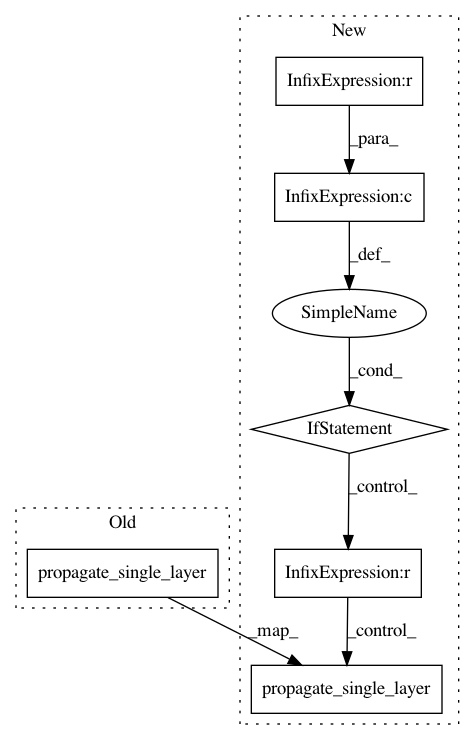 New
InfixExpression:r
_para_
InfixExpression:c
_def_
SimpleName
_cond_
IfStatement
_control_
Old
propagate_single_layer
InfixExpression:r
_map_
_control_
propagate_single_layer